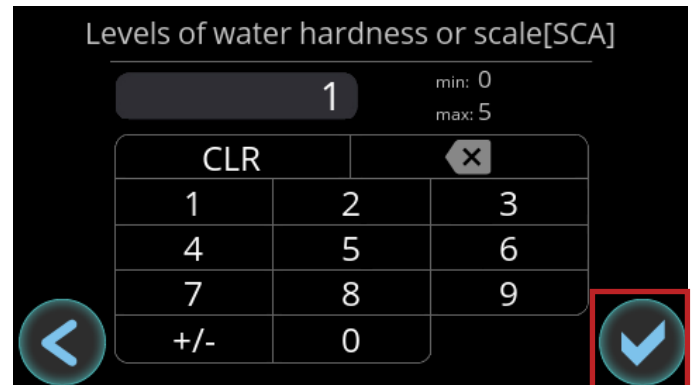 Levels of water hardness or scale[SCA]
1
min: 0
max: 5
CLR
1 2 3
4 5 6
7 8 9
+/- 0